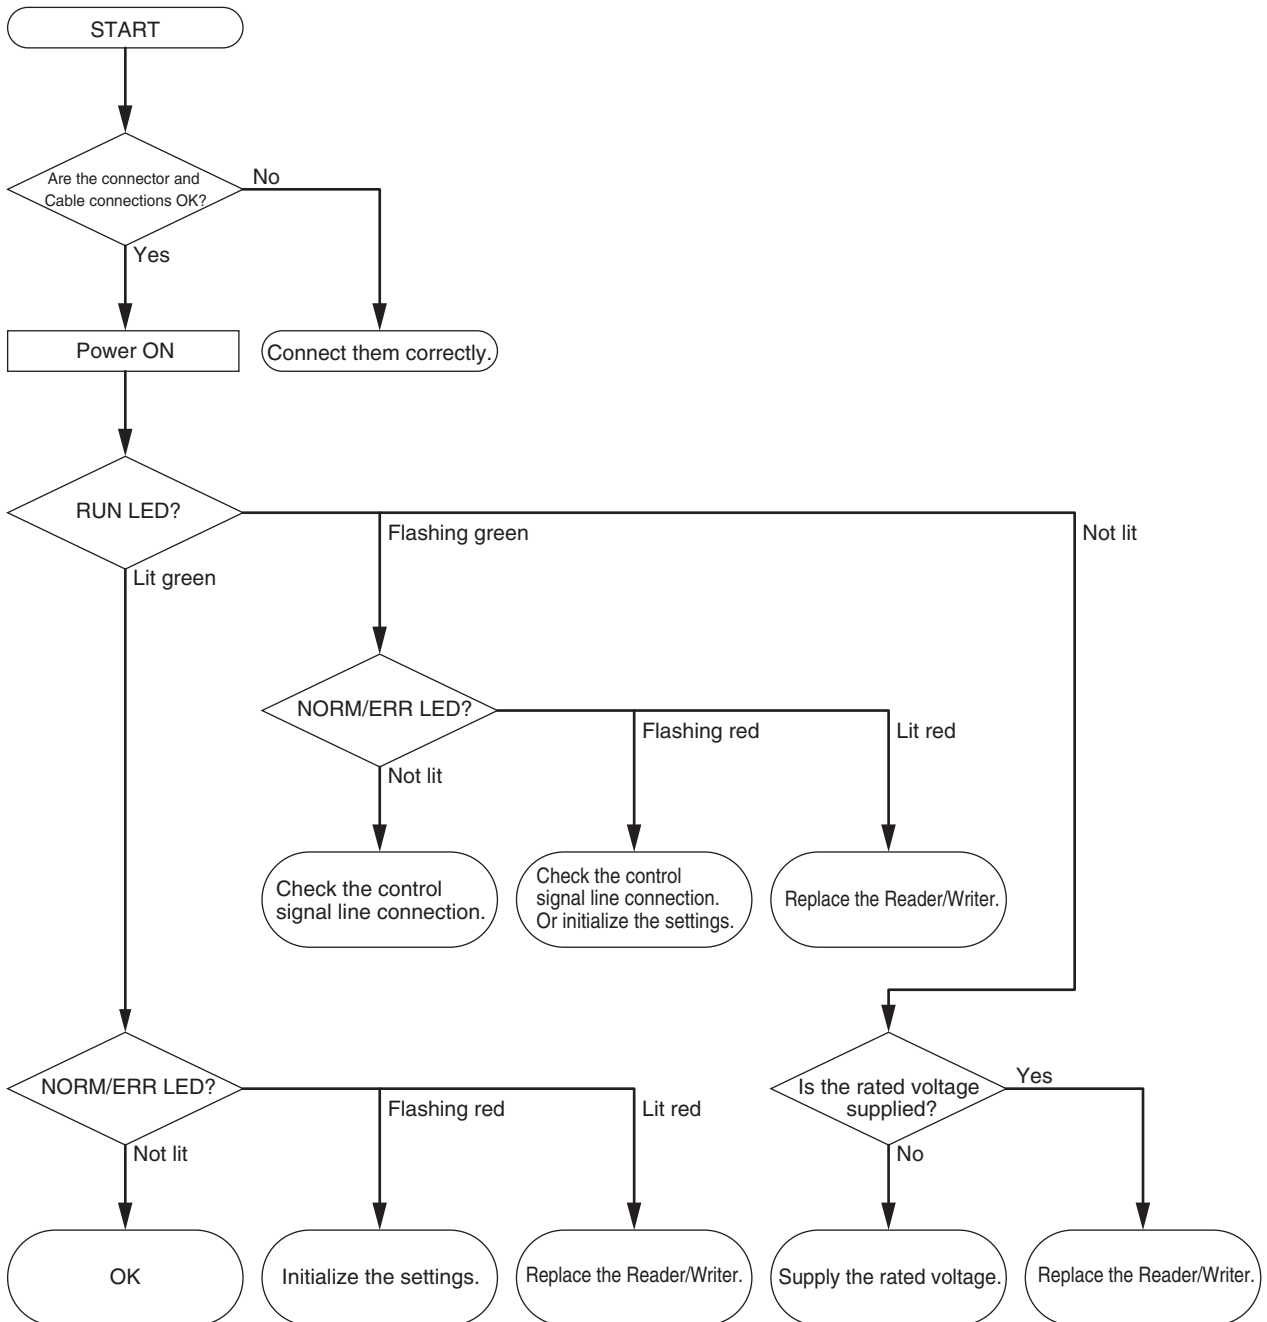 START
Are the connector and
Cable connections OK?
No
Yes
Power ON
Connect them correctly.
RUN LED?
Flashing green
Not lit
Lit green
NORM/ERR LED?
Flashing red
Lit red
Not lit
Check the control
signal line connection.
Check the control
signal line connection.
Or initialize the settings.
Replace the Reader/Writer.
NORM/ERR LED?
Flashing red
Lit red
Not lit
Is the rated voltage
supplied?
Yes
No
OK
Initialize the settings.
Replace the Reader/Writer.
Supply the rated voltage.
Replace the Reader/Writer.